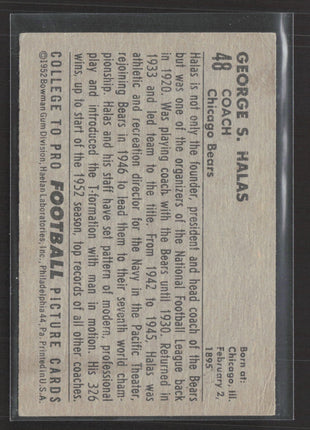 GEORGE S. HALAS
48 COACH
Chicago Bears
Born at:
Chicago, Ill.
February 2,
1895
Halas is not only the founder, president and head coach of the Bears
but was one of the organizers of the National Football League back
in 1920. Was playing coach with the Bears until 1930. Returned in
1933 and led team to the title. From 1942 to 1945, Halas was
athletic and recreation director for the Navy in the Pacific Theater,
rejoining Bears in 1946 to lead them to their seventh world cham-
pionship. Halas and his staff have set pattern of modern, professional
play and introduced the T-formation with man in motion. His 326
wins, up to start of the 1952 season, top records of all other coaches.
COLLEGE TO PRO FOOTBALL PICTURE CARDS
©1952 Bowman Gum Division, Haelan Laboratories, Inc., Philadelphia 44, Pa. Printed in U.S.A.